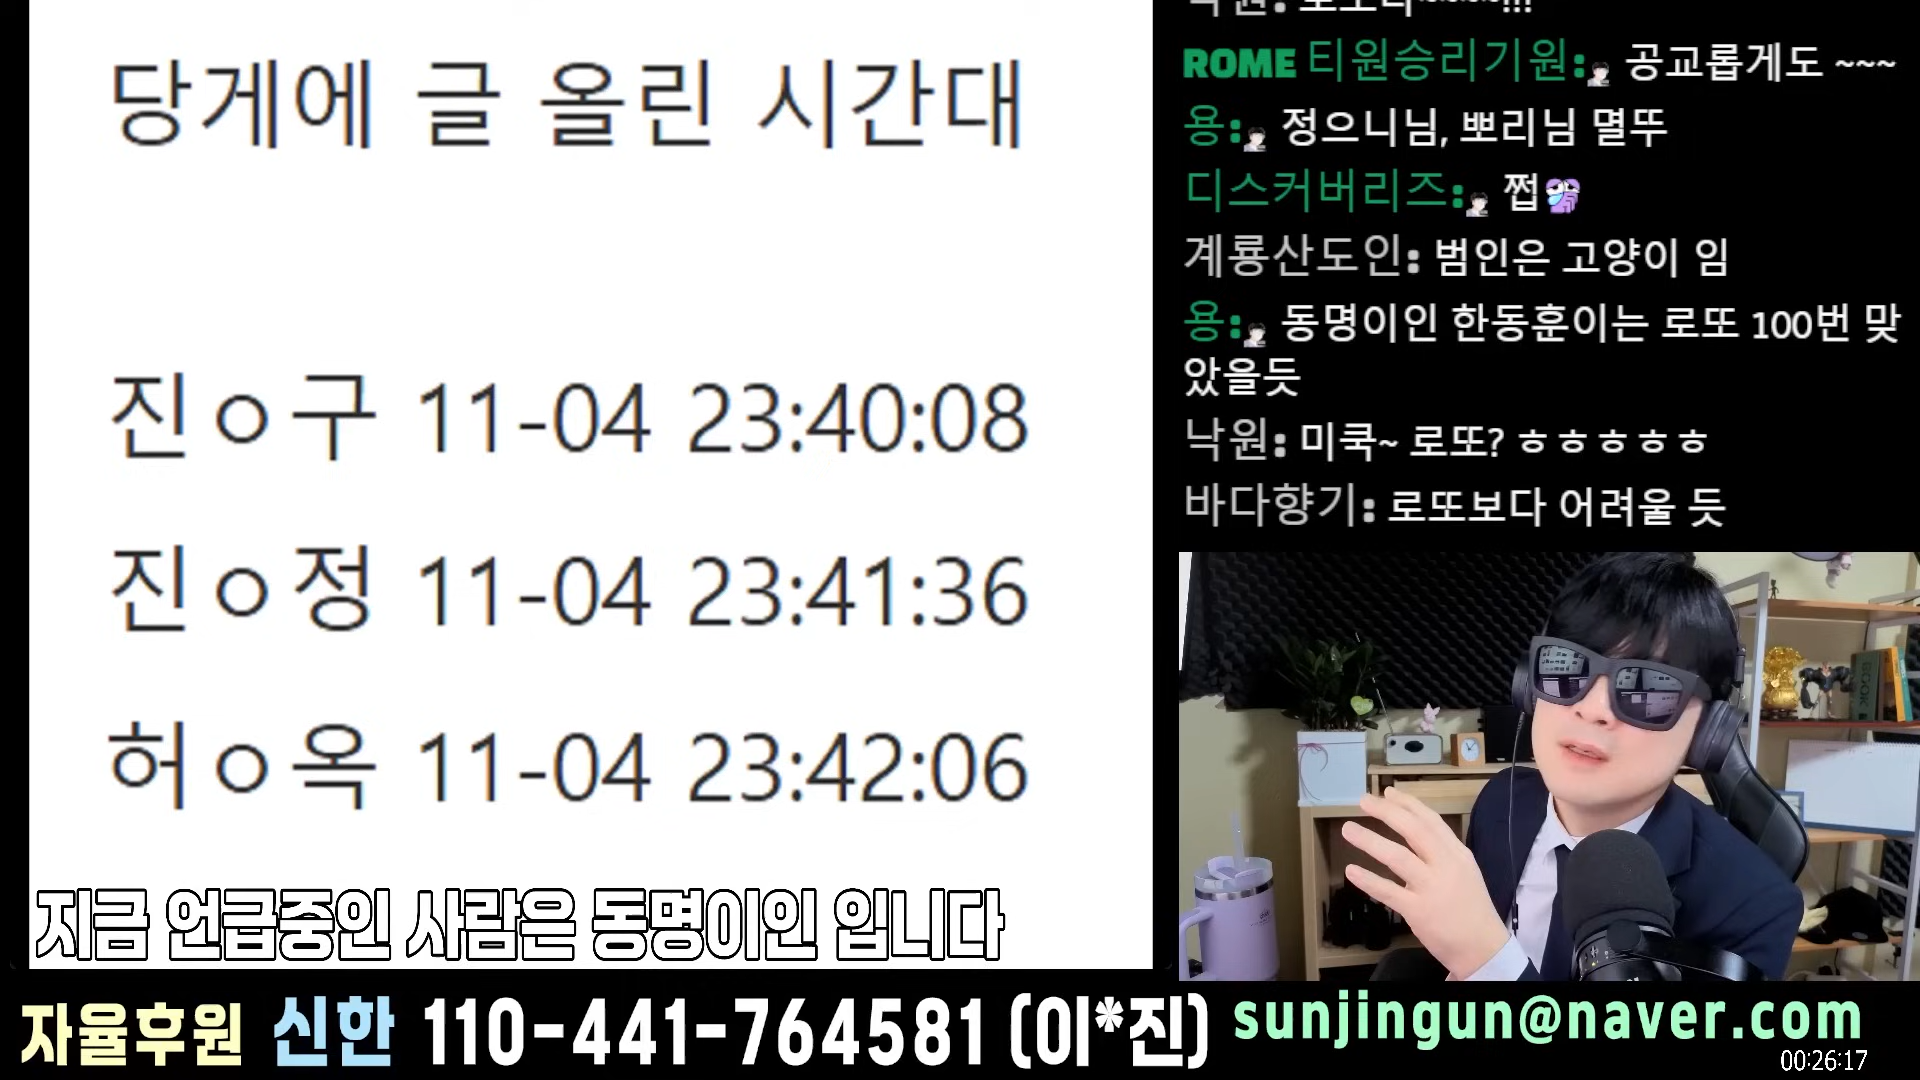 당게에 글 올린 시간대
진ㅇ구 11-04 23:40:08
진ㅇ정 11-04 23:41:36
허ㅇ옥 11-04 23:42:06
지금 언급중인 사람은 동명이인 입니다
ROME 티원승리기원: 공교롭게도 ~~~
용: 정으니님, 뽀리님 멸뚜
디스커버리즈: 쩝
계룡산도인: 범인은 고양이 임
용: 동명이인 한동훈이는 로또 100번 맞
았을듯
낙원: 미쿡~ 로또? ㅎㅎㅎㅎㅎ
바다향기: 로또보다 어려울 듯
자율후원 신한 110-441-764581 (이*진)
sunjingun@naver.com
00:26:17